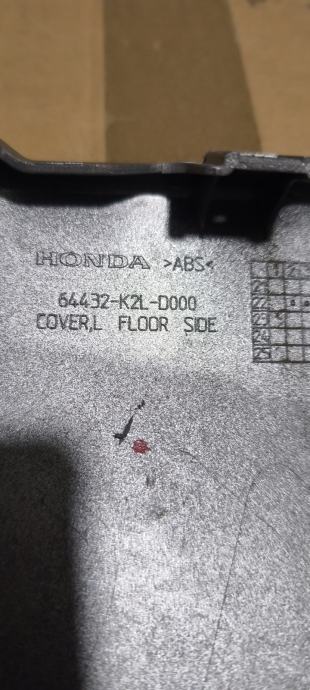 HONDA >ABS<
64432-K2L-D000
COVER,L FLOOR SIDE